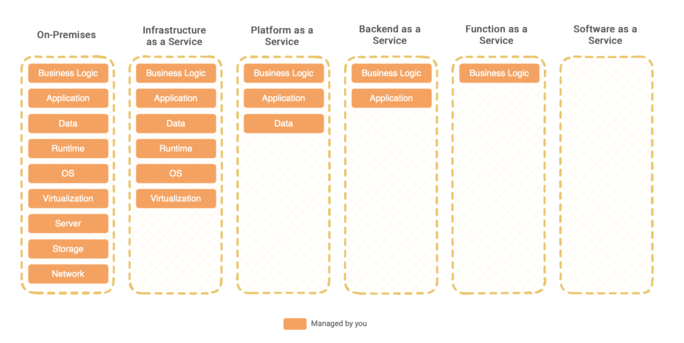 On-Premises
Infrastructure
as a Service
Platform as a
Service
Backend as a
Service
Function as a
Service
Software as a
Service
Business Logic
Application
Data
Runtime
OS
Virtualization
Server
Storage
Network
Business Logic
Application
Data
Runtime
OS
Virtualization
Business Logic
Application
Data
Business Logic
Application
Business Logic
Managed by you